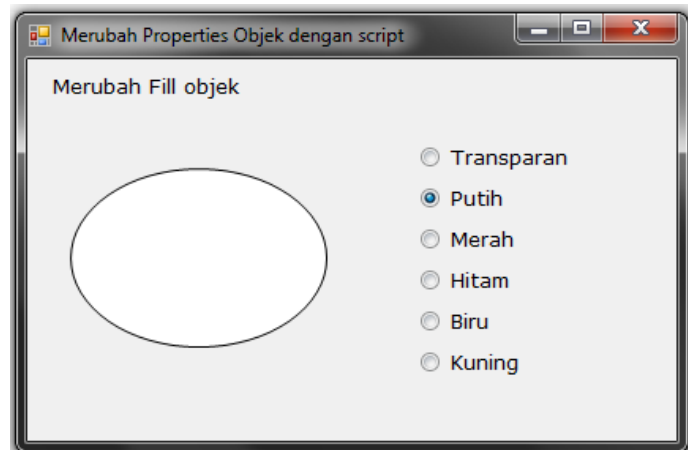 Merubah Properties Objek dengan script
Merubah Fill objek
Transparan
Putih
Merah
Hitam
Biru
Kuning